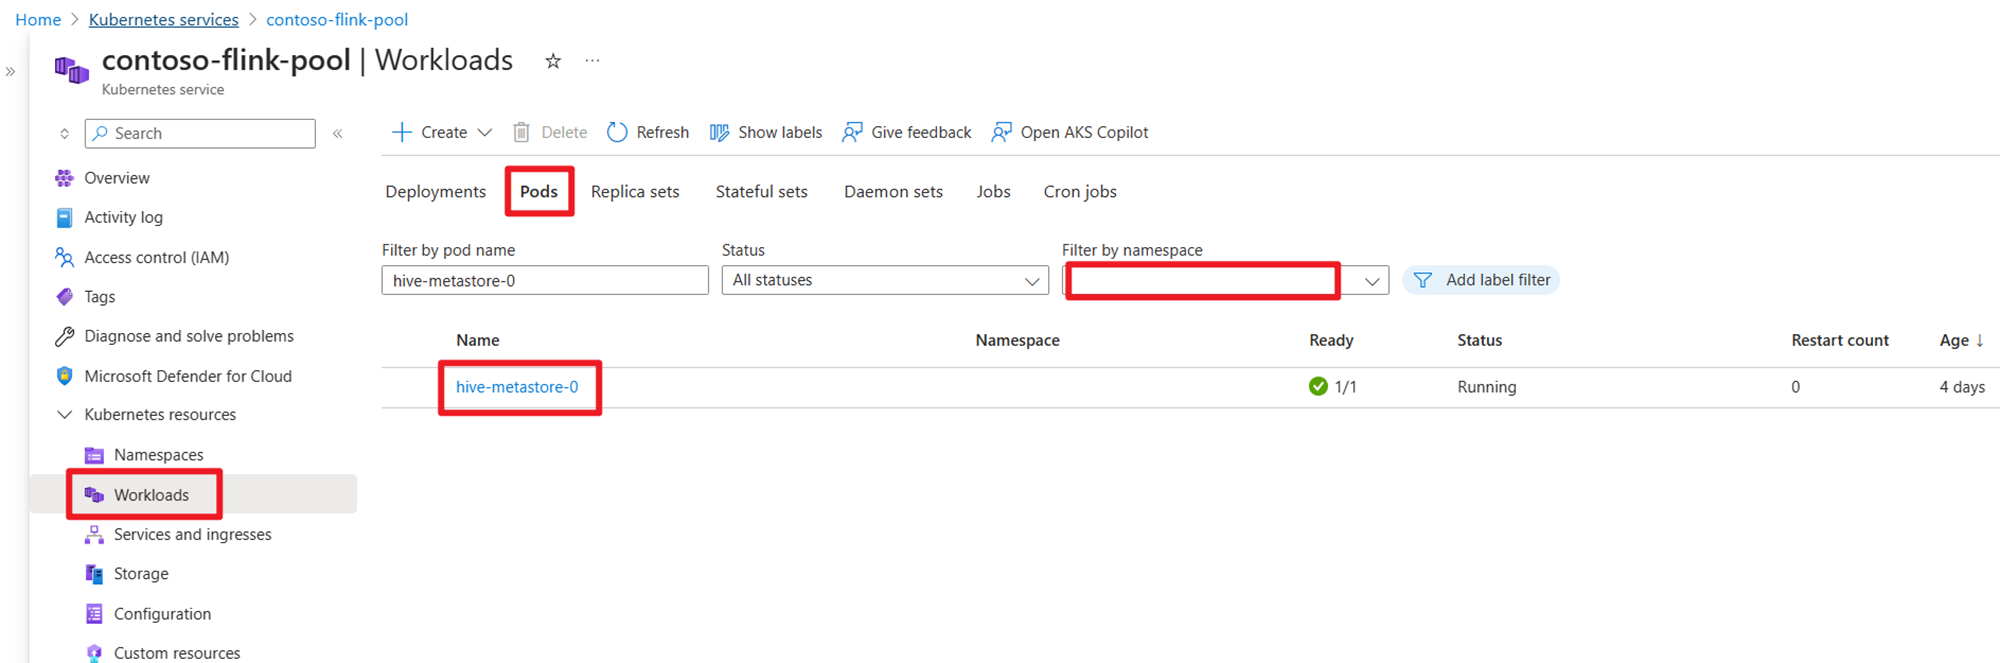 Home > Kubernetes services > contoso-flink-pool
contoso-flink-pool | Workloads
Kubernetes service
Search
Create Delete Refresh Show labels Give feedback Open AKS Copilot
Overview
Activity log
Access control (IAM)
Tags
Diagnose and solve problems
Microsoft Defender for Cloud
Kubernetes resources
Namespaces
Workloads
Services and ingresses
Storage
Configuration
Custom resources
Deployments Pods Replica sets Stateful sets Daemon sets Jobs Cron jobs
Filter by pod name Status Filter by namespace
hive-metastore-0 All statuses Add label filter
Name Namespace Ready Status Restart count Age ↓
hive-metastore-0 1/1 Running 0 4 days